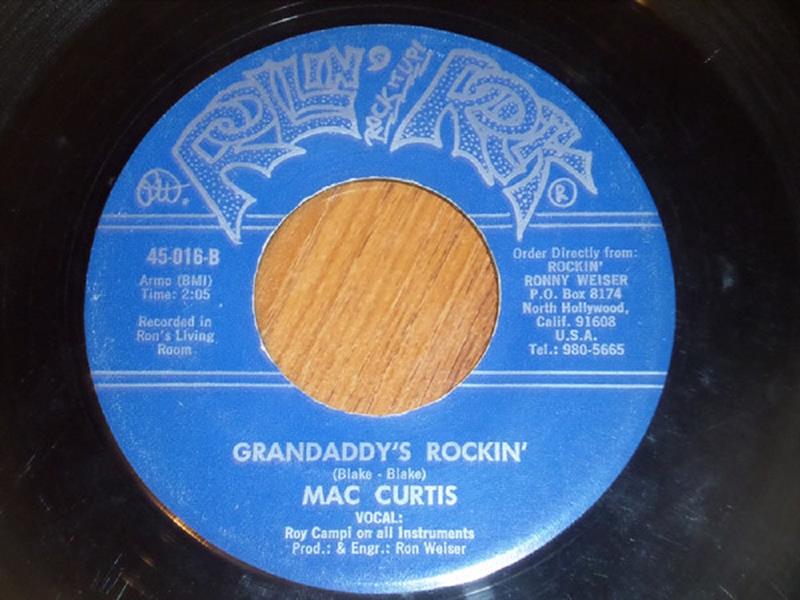 ROLLIN' ROCK
ROCK IT UP!
®
45-016-B
Armo (BMI)
Time: 2:05
Recorded in
Ron's Living
Room
Order Directly from:
ROCKIN'
RONNY WEISER
P.O. Box 8174
North Hollywood,
Calif. 91608
U.S.A.
Tel.: 980-5665
GRANDADDY'S ROCKIN'
(Blake - Blake)
MAC CURTIS
VOCAL:
Roy Campi on all Instruments
Prod.: & Engr.: Ron Weiser